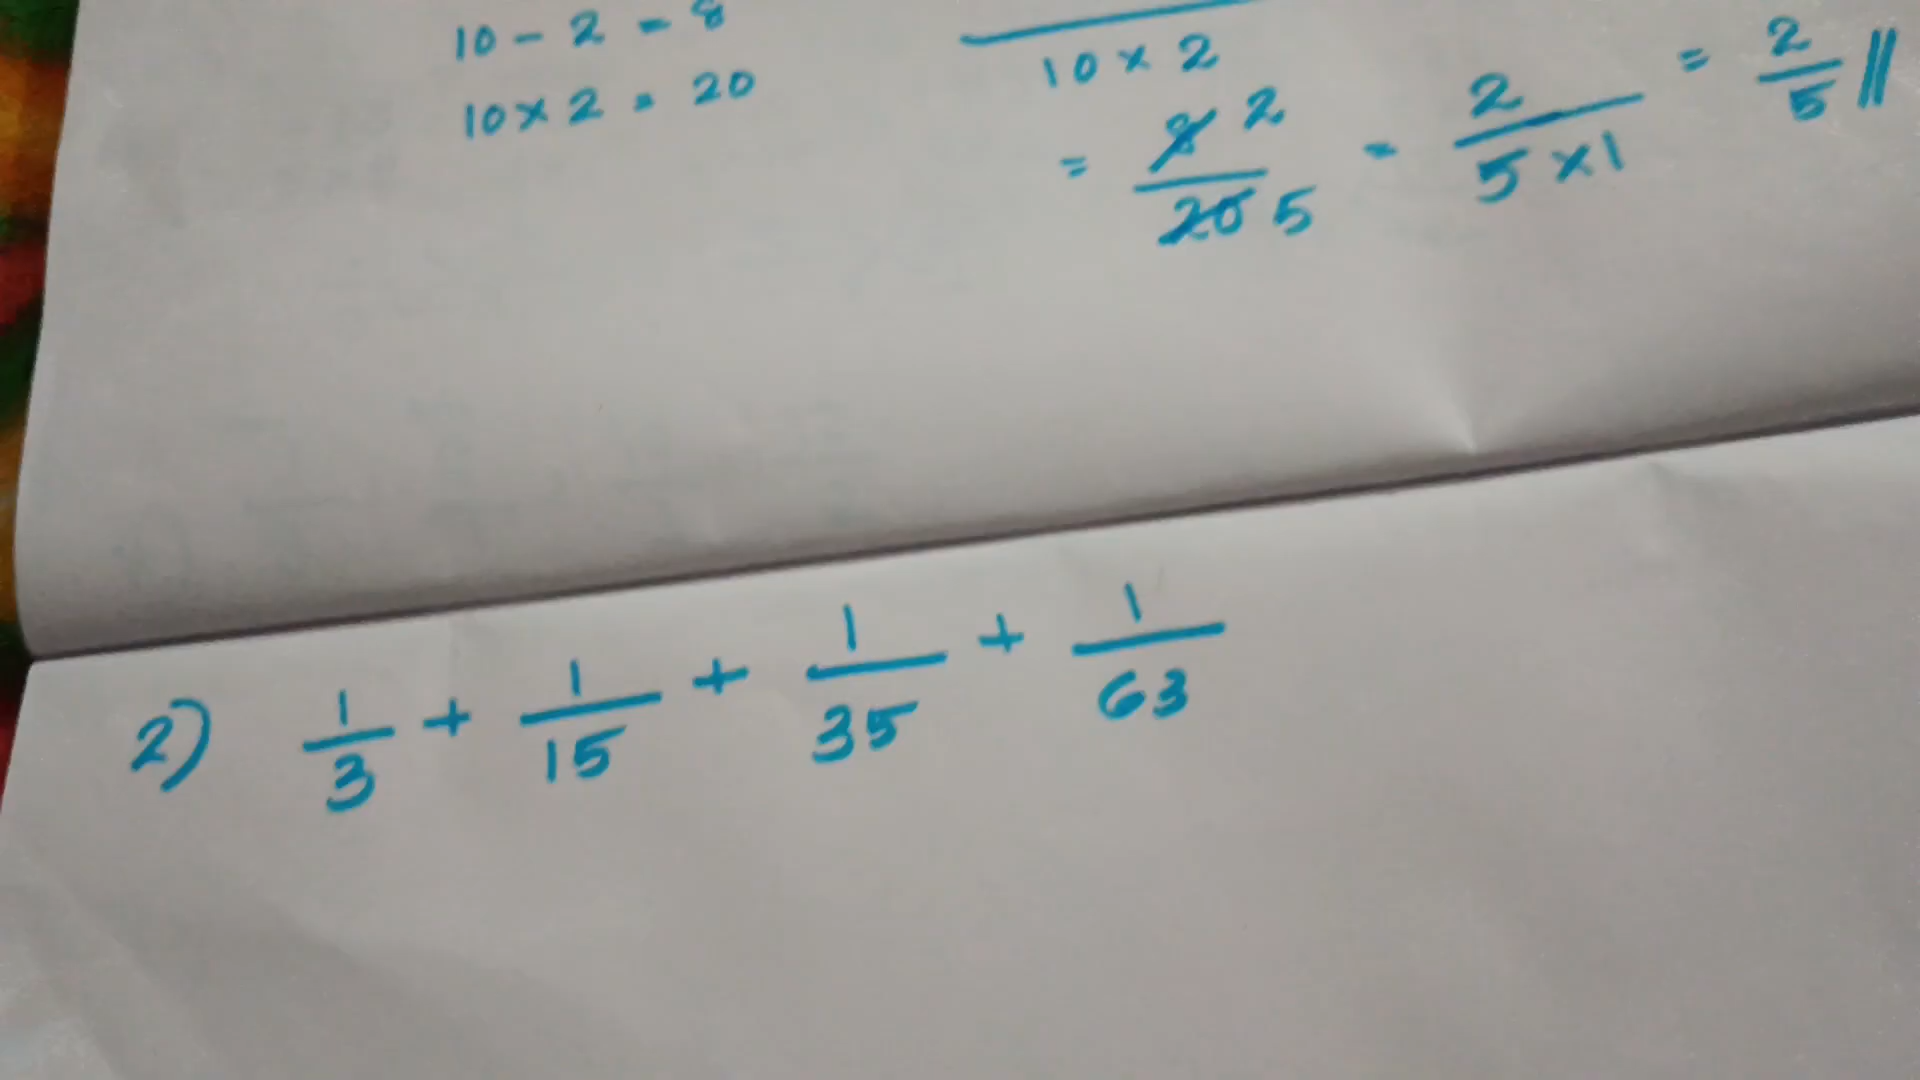 10 - 2 = 8
10 × 2 = 20
10 × 2
= 8 2 / 20 5 = 2 / 5 × 1 = 2 / 5 ||
2) 1/3 + 1/15 + 1/35 + 1/63